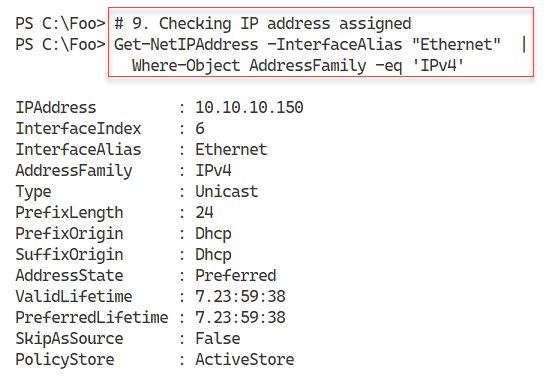 PS C:\Foo> # 9. Checking IP address assigned
PS C:\Foo> Get-NetIPAddress -InterfaceAlias "Ethernet"  |
  Where-Object AddressFamily -eq 'IPv4'
IPAddress         : 10.10.10.150
InterfaceIndex    : 6
InterfaceAlias    : Ethernet
AddressFamily     : IPv4
Type              : Unicast
PrefixLength      : 24
PrefixOrigin      : Dhcp
SuffixOrigin      : Dhcp
AddressState      : Preferred
ValidLifetime     : 7.23:59:38
PreferredLifetime : 7.23:59:38
SkipAsSource      : False
PolicyStore       : ActiveStore